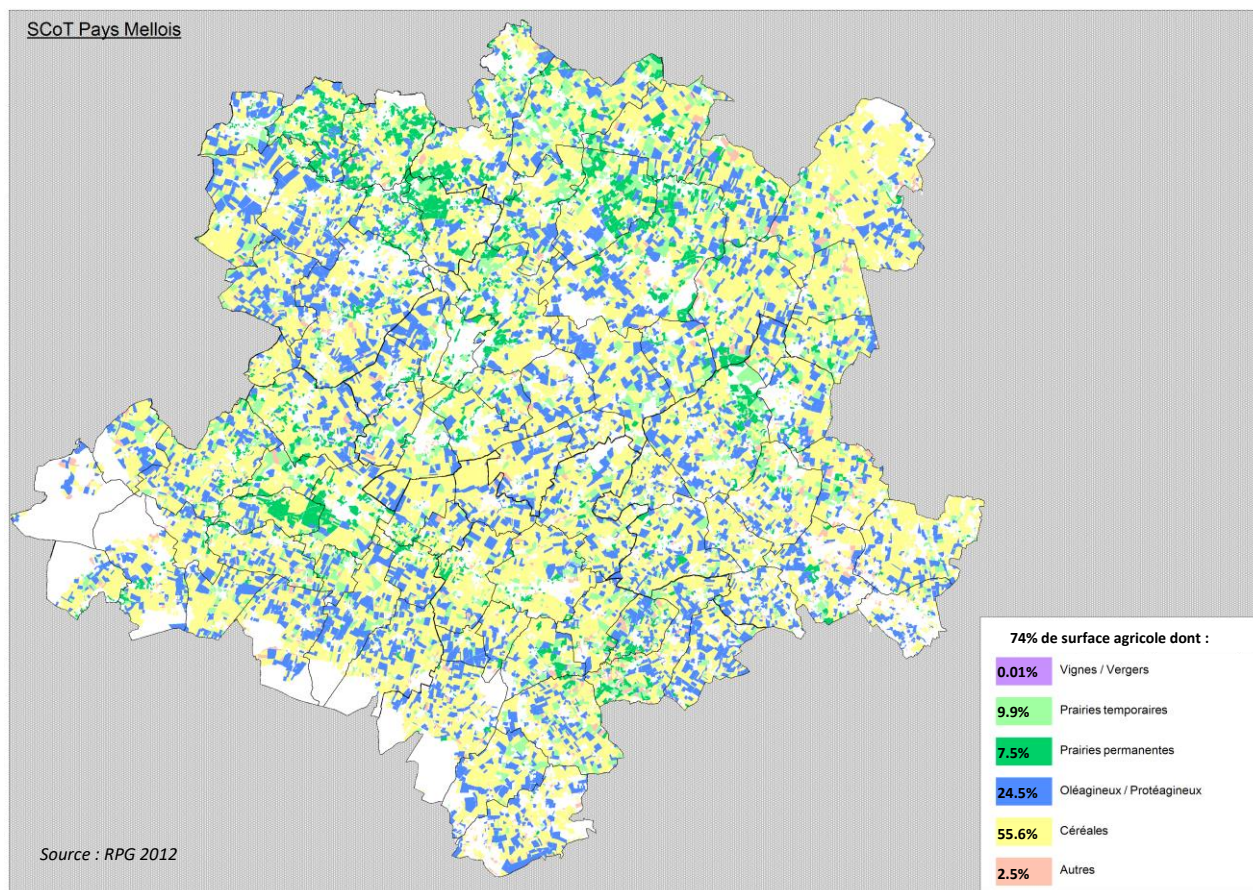 SCoT Pays Mellois
74% de surface agricole dont :
0.01% Vignes / Vergers
9.9% Prairies temporaires
7.5% Prairies permanentes
24.5% Oléagineux / Protéagineux
55.6% Céréales
2.5% Autres
Source : RPG 2012